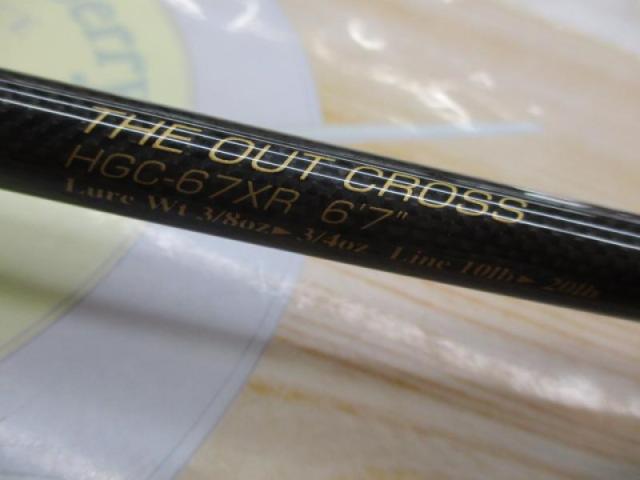 THE OUT CROSS
HGC-67XR 6'7"
Lure Wt 3/8oz▶3/4oz Line 10lb▶20lb